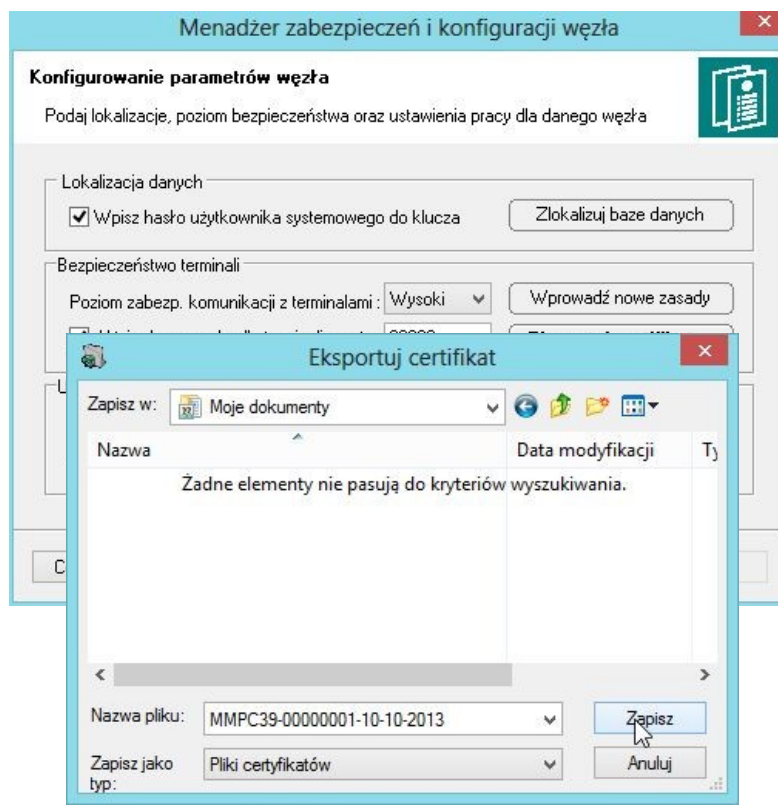 Menadżer zabezpieczeń i konfiguracji węzła
Konfigurowanie parametrów węzła
Podaj lokalizacje, poziom bezpieczeństwa oraz ustawienia pracy dla danego węzła
Lokalizacja danych
Wpisz hasło użytkownika systemowego do klucza
Zlokalizuj baze danych
Bezpieczeństwo terminali
Poziom zabezp. komunikacji z terminalami :
Wysoki
Wprowadź nowe zasady
Eksportuj certifikat
Zapisz w:
Moje dokumenty
Nazwa
Data modyfikacji
Ty
Żadne elementy nie pasują do kryteriów wyszukiwania.
C
Nazwa pliku:
MMPC39-00000001-10-10-2013
Zapisz
Zapisz jako
typ:
Pliki certyfikatów
Anuluj